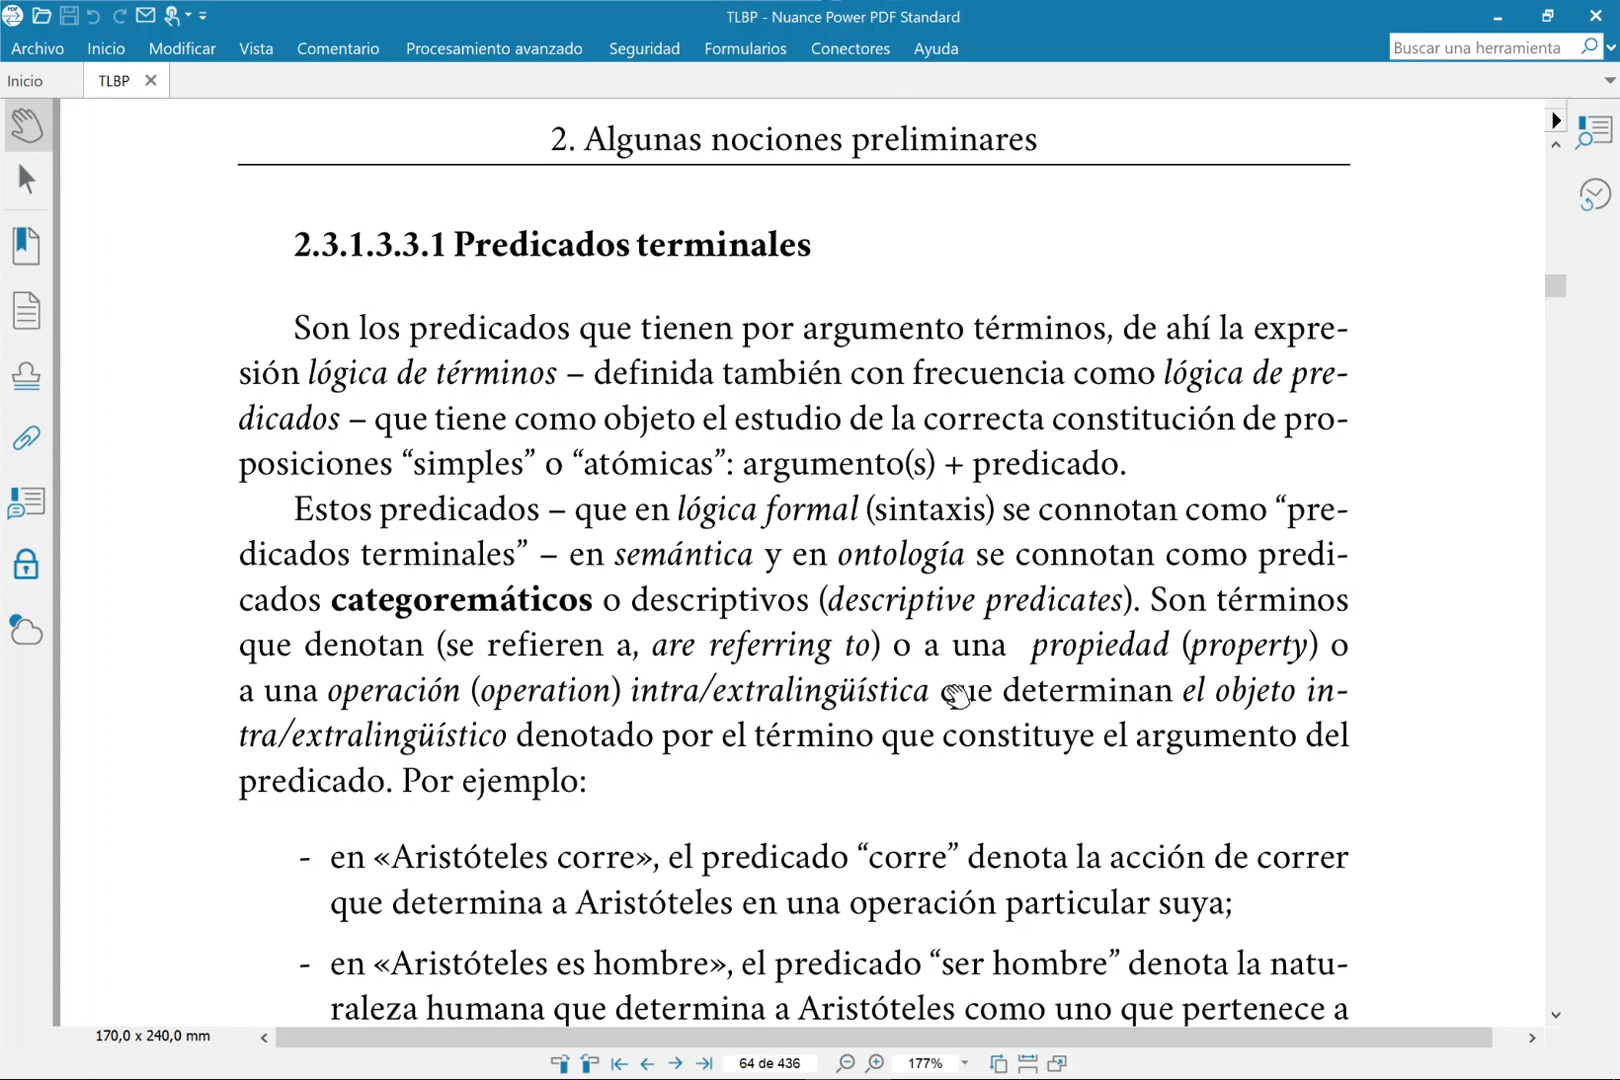 TLBP - Nuance Power PDF Standard
Archivo Inicio Modificar Vista Comentario Procesamiento avanzado Seguridad Formularios Conectores Ayuda Buscar una herramienta
Inicio TLBP
2. Algunas nociones preliminares
2.3.1.3.3.1 Predicados terminales
Son los predicados que tienen por argumento términos, de ahí la expre-
sión lógica de términos – definida también con frecuencia como lógica de pre-
dicados – que tiene como objeto el estudio de la correcta constitución de pro-
posiciones “simples” o “atómicas”: argumento(s) + predicado.
Estos predicados – que en lógica formal (sintaxis) se connotan como “pre-
dicados terminales” – en semántica y en ontología se connotan como predi-
cados categoremáticos o descriptivos (descriptive predicates). Son términos
que denotan (se refieren a, are referring to) o a una propiedad (property) o
a una operación (operation) intra/extralingüística que determinan el objeto in-
tra/extralingüístico denotado por el término que constituye el argumento del
predicado. Por ejemplo:
- en «Aristóteles corre», el predicado “corre” denota la acción de correr
que determina a Aristóteles en una operación particular suya;
- en «Aristóteles es hombre», el predicado “ser hombre” denota la natu-
raleza humana que determina a Aristóteles como uno que pertenece a
170,0 x 240,0 mm
64 de 436 177%